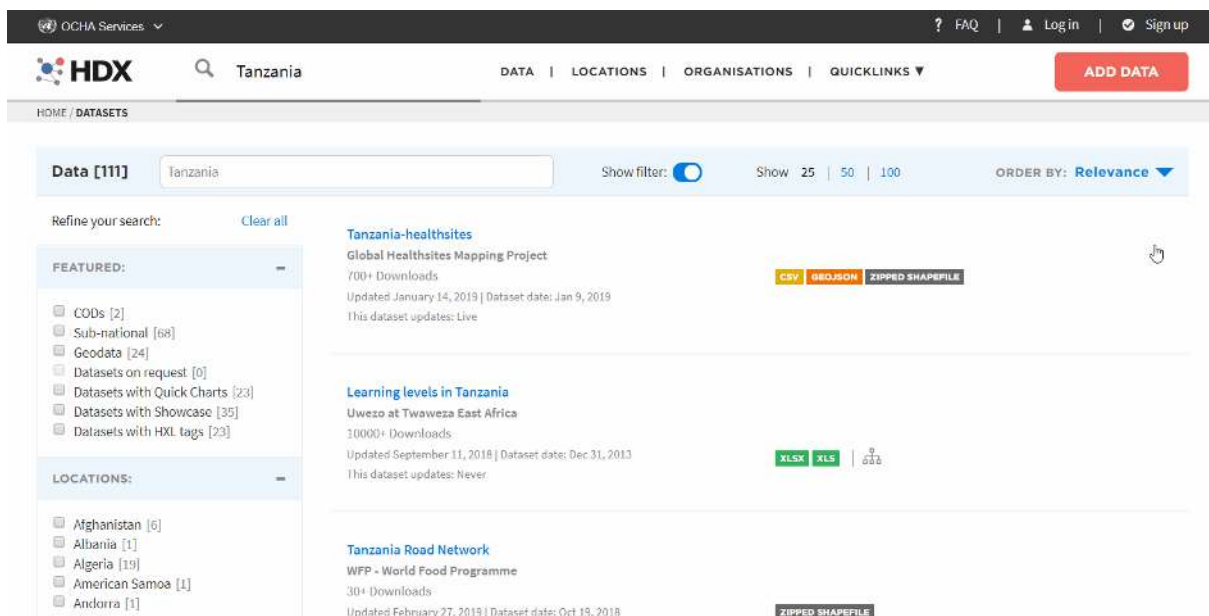 OCHA Services
? FAQ | Log in | Sign up
HDX
Tanzania
DATA | LOCATIONS | ORGANISATIONS | QUICKLINKS ▼
ADD DATA
HOME / DATASETS
Data [111]
Tanzania
Show filter:
Show 25 | 50 | 100
ORDER BY: Relevance
Refine your search:
Clear all
FEATURED: –
CODs [2]
Sub-national [68]
Geodata [24]
Datasets on request [0]
Datasets with Quick Charts [23]
Datasets with Showcase [35]
Datasets with HXL tags [23]
LOCATIONS: –
Afghanistan [6]
Albania [1]
Algeria [19]
American Samoa [1]
Andorra [1]
Tanzania-healthsites
Global Healthsites Mapping Project
700+ Downloads
Updated January 14, 2019 | Dataset date: Jan 9, 2019
This dataset updates: Live
CSV GEOJSON ZIPPED SHAPEFILE
Learning levels in Tanzania
Uwezo at Twaweza East Africa
10000+ Downloads
Updated September 11, 2018 | Dataset date: Dec 31, 2013
This dataset updates: Never
XLSX XLS
Tanzania Road Network
WFP - World Food Programme
30+ Downloads
Updated February 27, 2019 | Dataset date: Oct 19, 2018
ZIPPED SHAPEFILE